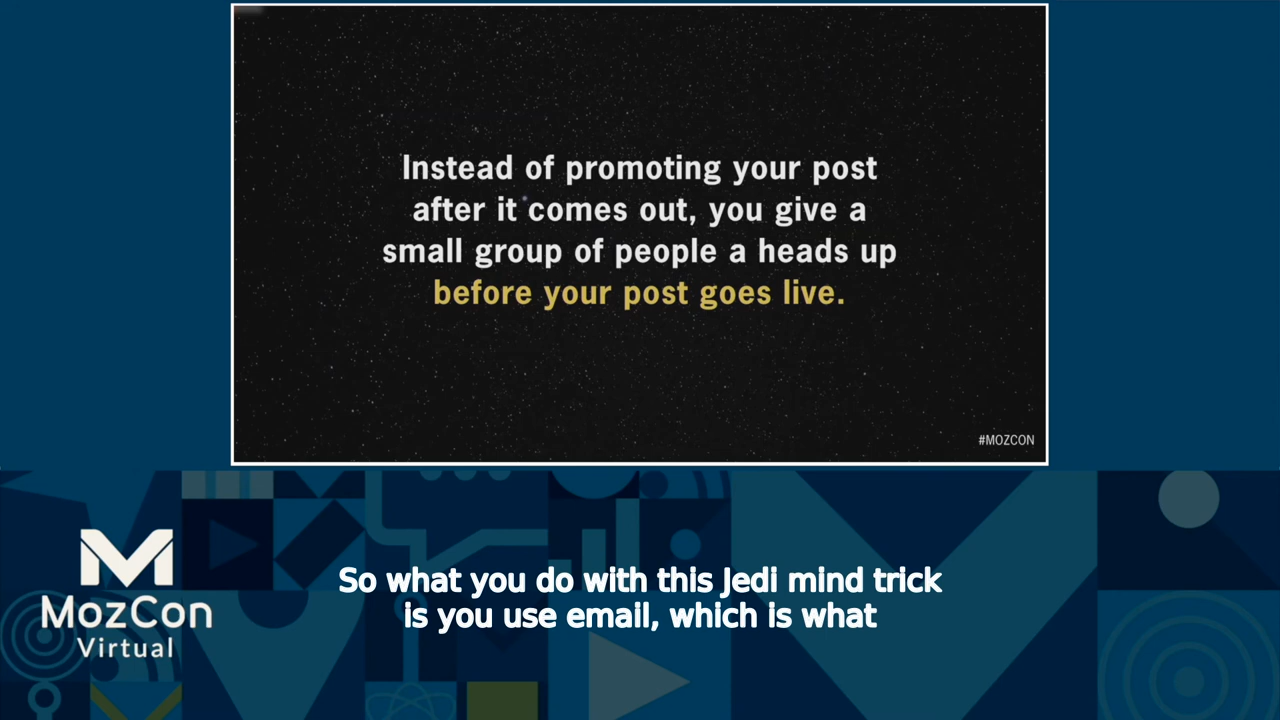 Instead of promoting your post
after it comes out, you give a
small group of people a heads up
before your post goes live.
#MOZCON
MozCon
Virtual
So what you do with this Jedi mind trick
is you use email, which is what